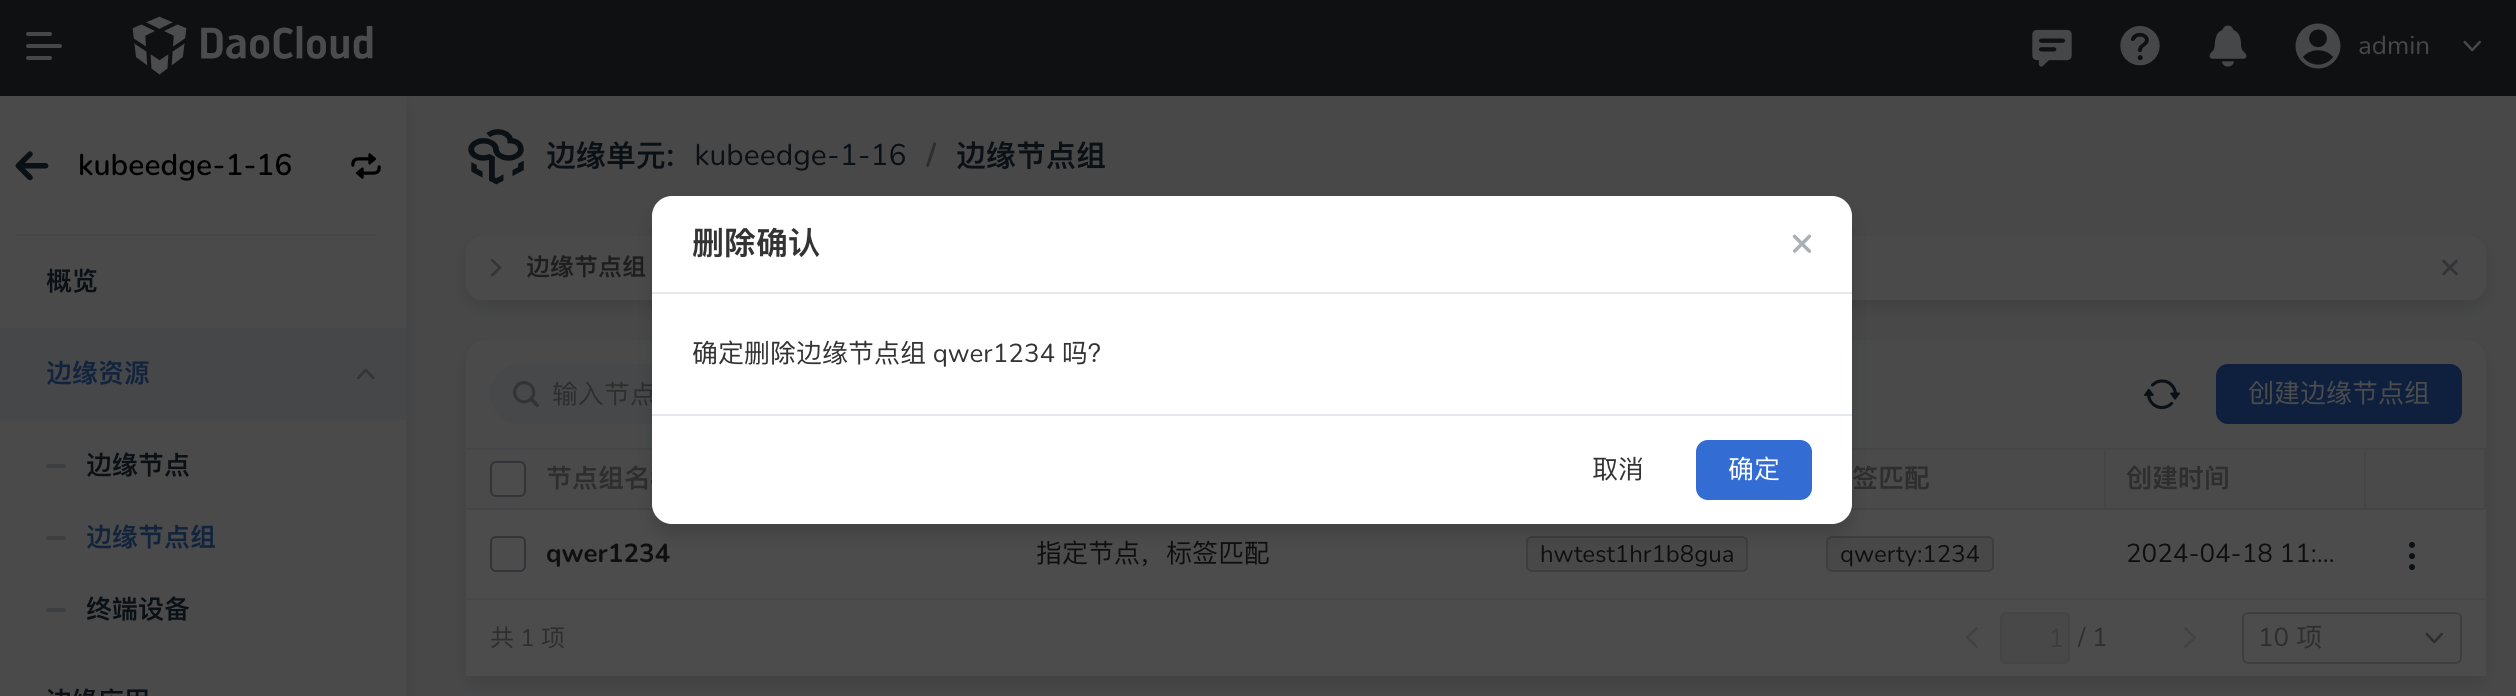 DaoCloud
admin
kubeedge-1-16
边缘单元: kubeedge-1-16 / 边缘节点组
概览
边缘资源
边缘节点
边缘节点组
终端设备
边缘节点组
删除确认
确定删除边缘节点组 qwer1234 吗?
取消 确定
输入节点
创建边缘节点组
节点组名 签匹配 创建时间
qwer1234 指定节点，标签匹配 hwtest1hr1b8gua qwerty:1234 2024-04-18 11:...
共 1 项 1 / 1 10 项